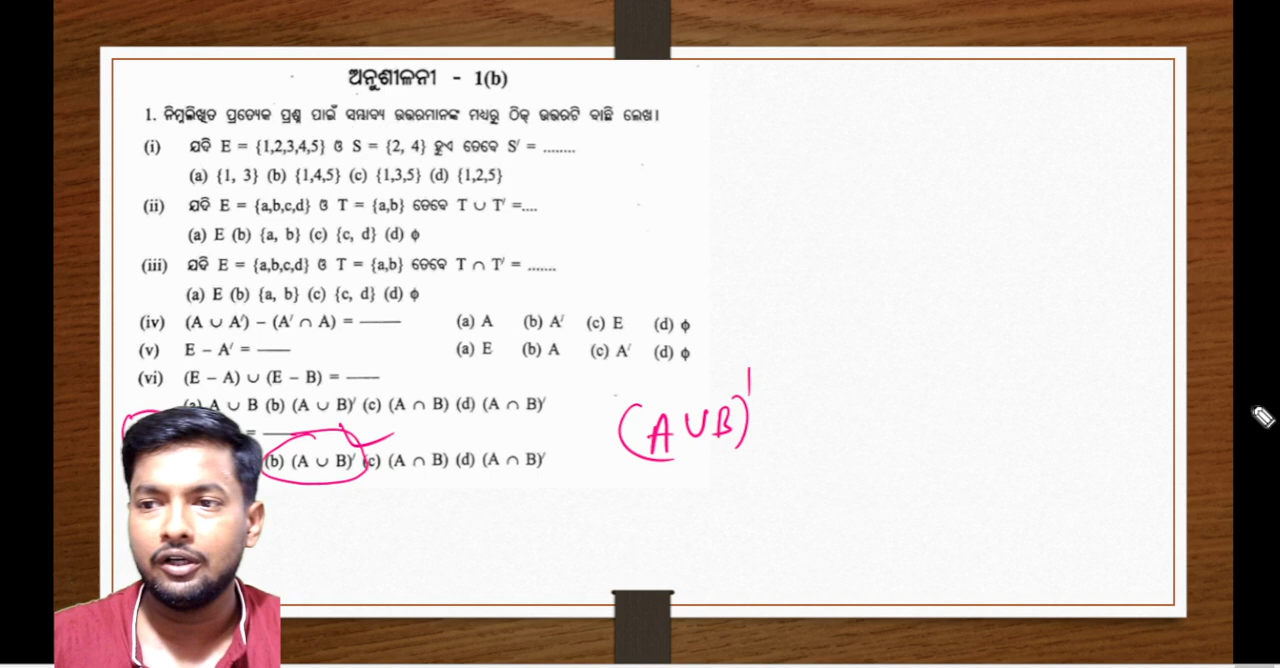 ଅନୁଶୀଳନୀ - 1(b)
1. ନିମ୍ନଲିଖିତ ପ୍ରତ୍ୟେକ ପ୍ରଶ୍ନ ପାଇଁ ସମ୍ଭାବ୍ୟ ଉତ୍ତରମାନଙ୍କ ମଧ୍ୟରୁ ଠିକ୍ ଉତ୍ତରଟି ବାଛି ଲେଖ।
(i) ଯଦି E = {1,2,3,4,5} ଓ S = {2, 4} ହୁଏ ତେବେ S′ = ........
(a) {1, 3} (b) {1,4,5} (c) {1,3,5} (d) {1,2,5}
(ii) ଯଦି E = {a,b,c,d} ଓ T = {a,b} ତେବେ T ∪ T′ =....
(a) E (b) {a, b} (c) {c, d} (d) ϕ
(iii) ଯଦି E = {a,b,c,d} ଓ T = {a,b} ତେବେ T ∩ T′ = .......
(a) E (b) {a, b} (c) {c, d} (d) ϕ
(iv) (A ∪ A′) – (A′ ∩ A) = —— (a) A (b) A′ (c) E (d) ϕ
(v) E – A′ = —— (a) E (b) A (c) A′ (d) ϕ
(vi) (E – A) ∪ (E – B) = ——
(a) A ∪ B (b) (A ∪ B)′ (c) (A ∩ B) (d) (A ∩ B)′
= ——
(b) (A ∪ B)′ (c) (A ∩ B) (d) (A ∩ B)′
(A ∪ B)′